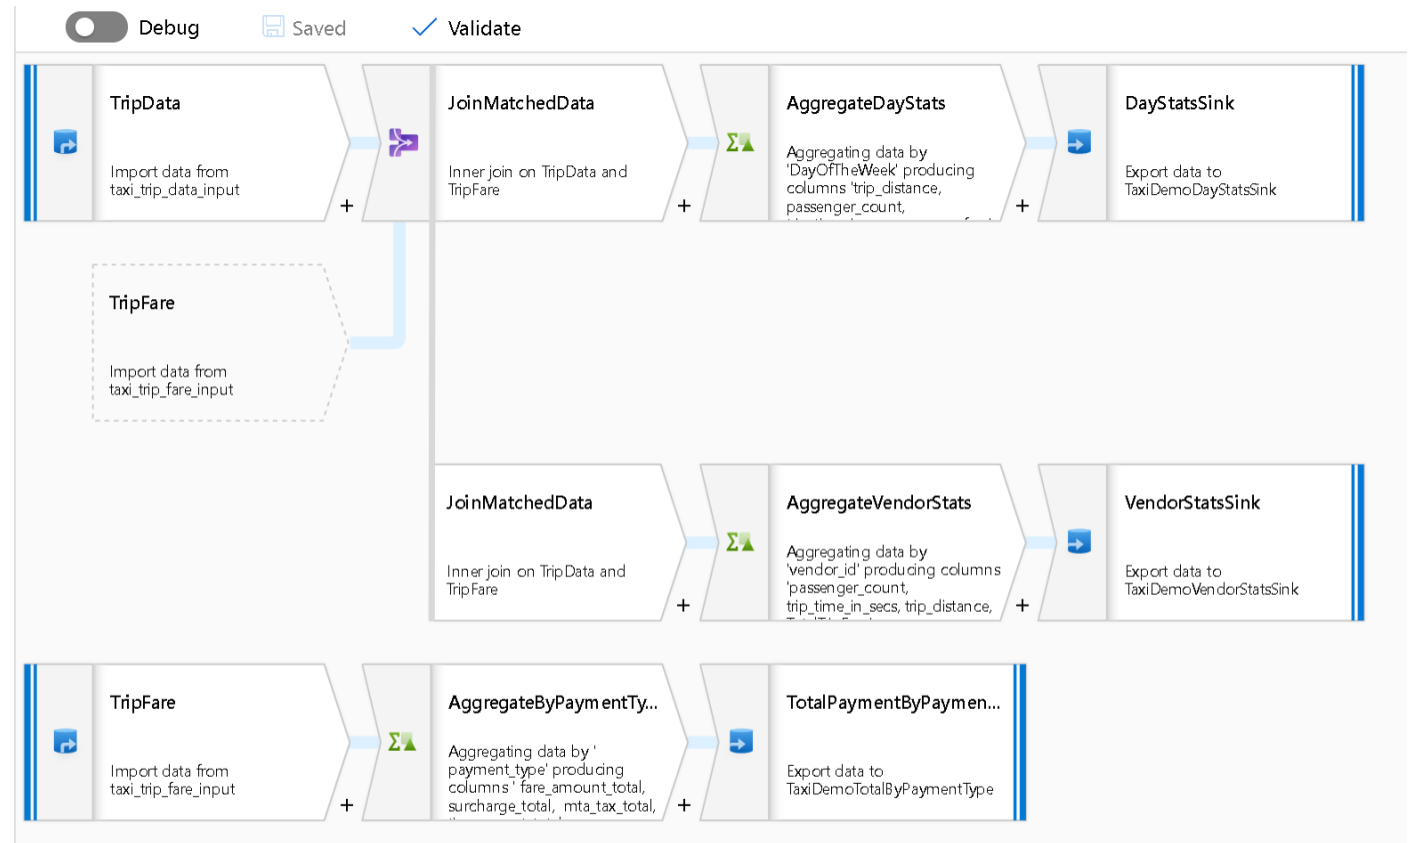 Debug
Saved
Validate
TripData
Import data from
taxi_trip_data_input
+
JoinMatchedData
Inner join on TripData and
TripFare
+
AggregateDayStats
Aggregating data by
'DayOfTheWeek' producing
columns 'trip_distance,
passenger_count,
+
DayStatsSink
Export data to
TaxiDemoDayStatsSink
TripFare
Import data from
taxi_trip_fare_input
JoinMatchedData
Inner join on TripData and
TripFare
+
AggregateVendorStats
Aggregating data by
'vendor_id' producing columns
'passenger_count,
trip_time_in_secs, trip_distance,
+
VendorStatsSink
Export data to
TaxiDemoVendorStatsSink
TripFare
Import data from
taxi_trip_fare_input
+
AggregateByPaymentTy...
Aggregating data by '
payment_type' producing
columns ' fare_amount_total,
surcharge_total, mta_tax_total,
+
TotalPaymentByPaymen...
Export data to
TaxiDemoTotalByPaymentType